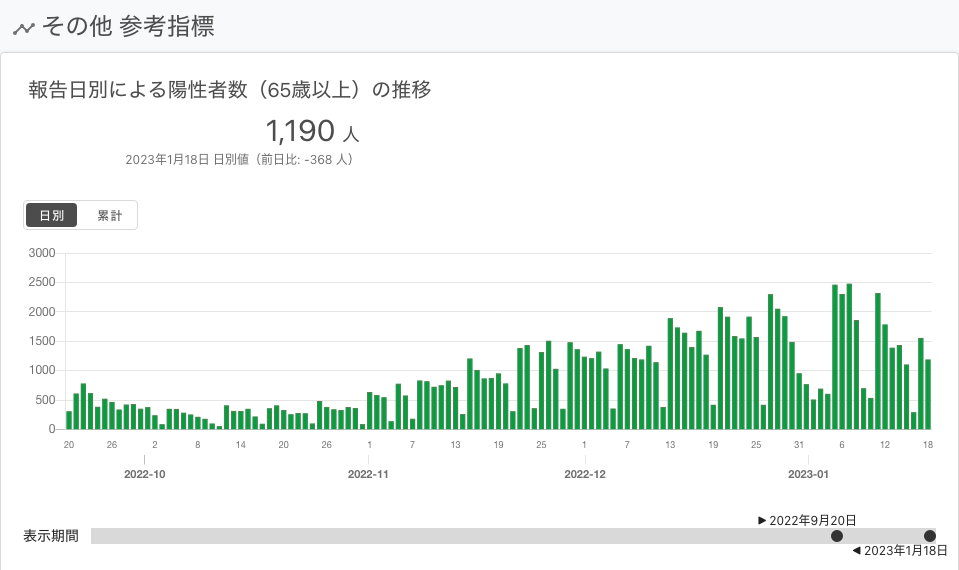 その他 参考指標
報告日別による陽性者数（65歳以上）の推移
1,190 人
2023年1月18日 日別値（前日比: -368 人）
日別 累計
3000
2500
2000
1500
1000
500
0
20 26 2 8 14 20 26 1 7 13 19 25 1 7 13 19 25 31 6 12 18
2022-10 2022-11 2022-12 2023-01
▶ 2022年9月20日
表示期間
◀ 2023年1月18日